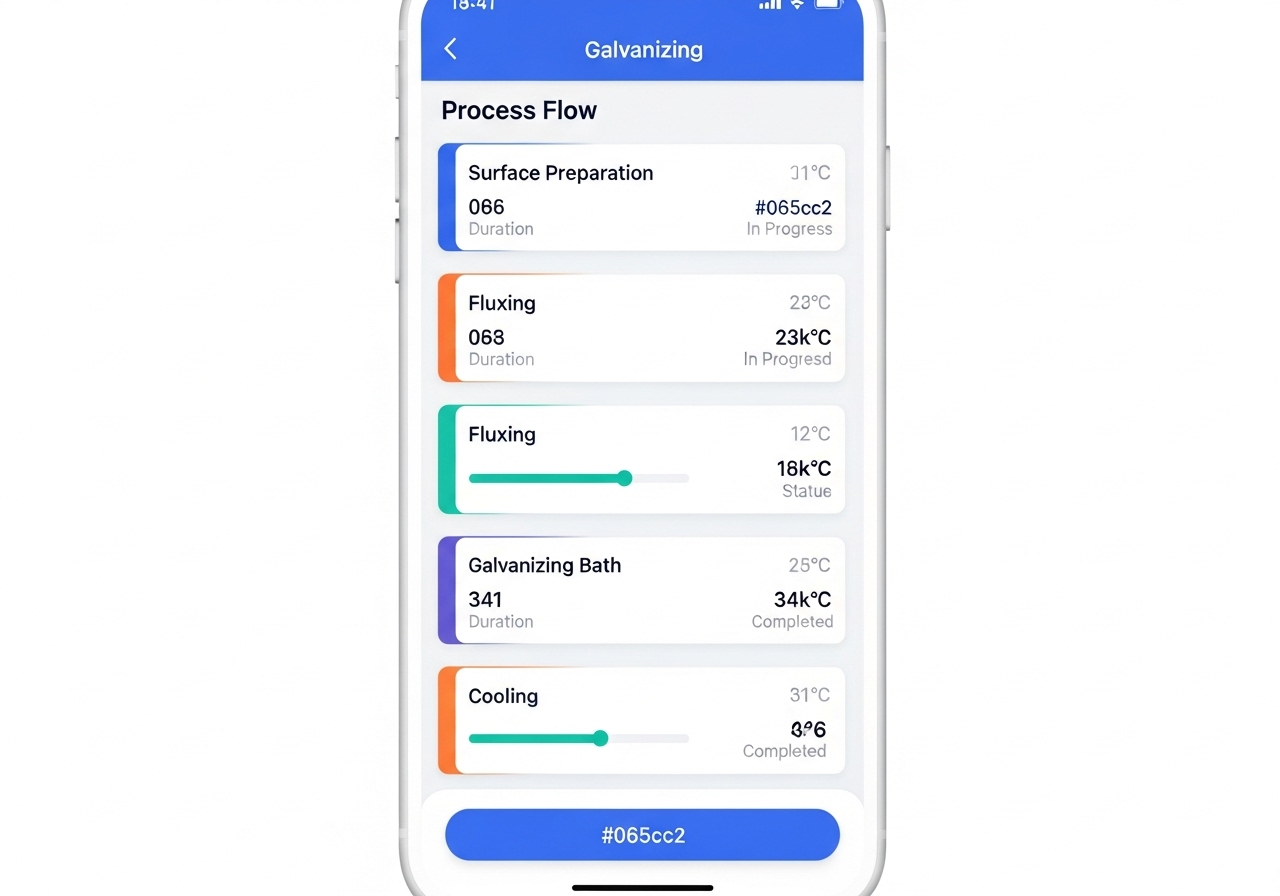 18:41
Galvanizing
Process Flow
Surface Preparation
31°C
066
#065cc2
Duration
In Progress
Fluxing
23°C
068
23k°C
Duration
In Progresd
Fluxing
12°C
18k°C
Statue
Galvanizing Bath
25°C
341
34k°C
Duration
Completed
Cooling
31°C
Completed
#065cc2